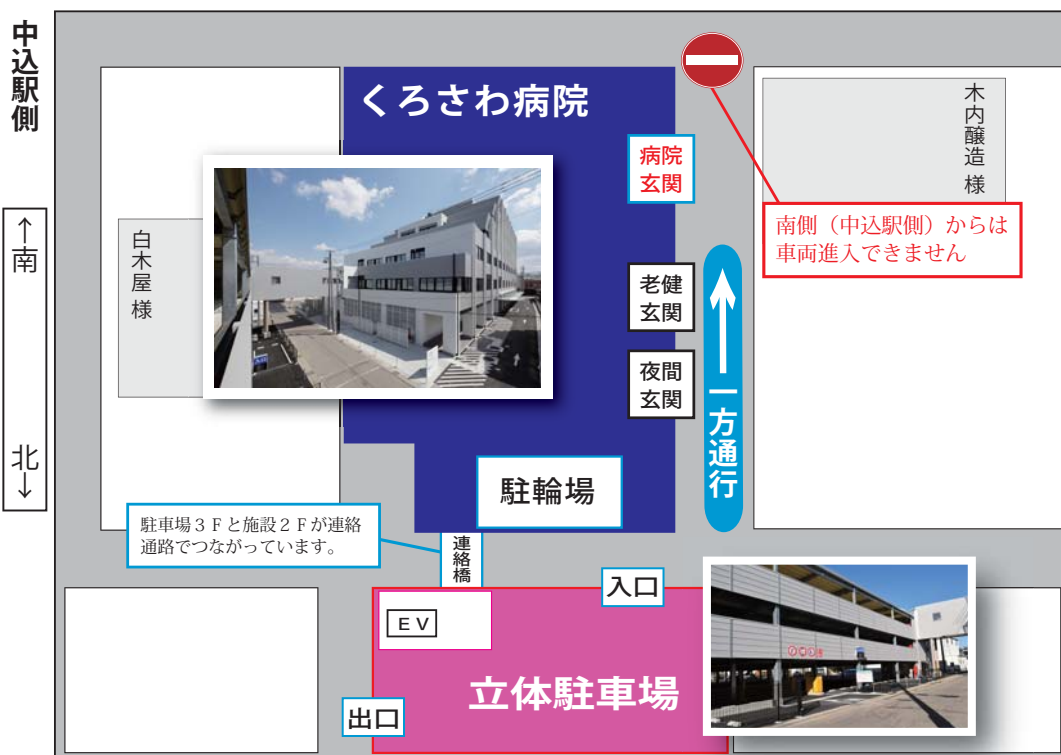 中込駅側
↑南
北↓
くろさわ病院
病院
玄関
木内醸造 様
南側（中込駅側）からは
車両進入できません
白木屋 様
老健
玄関
夜間
玄関
一方通行
駐輪場
駐車場３Ｆと施設２Ｆが連絡
通路でつながっています。
連絡橋
入口
ＥＶ
立体駐車場
出口